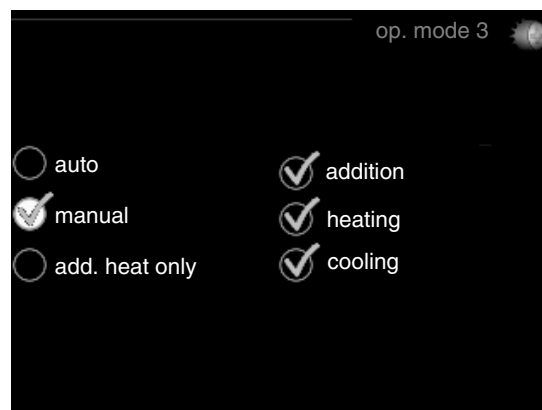 op. mode 3
auto
manual
add. heat only
addition
heating
cooling